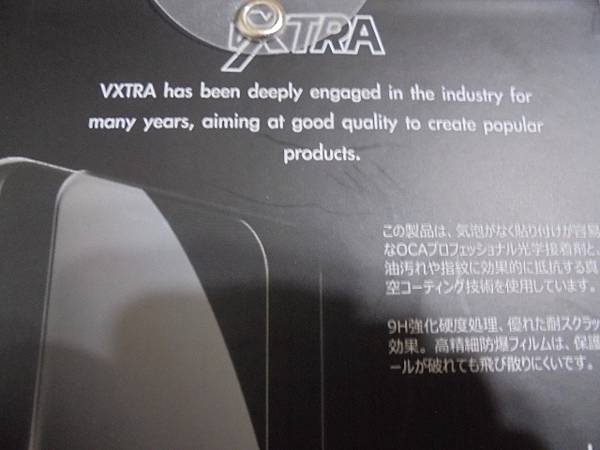 VXTRA
VXTRA has been deeply engaged in the industry for
many years, aiming at good quality to create popular
products.
この製品は、気泡がなく貼り付けが容易
なOCAプロフェッショナル光学接着剤と、
油汚れや指紋に効果的に抵抗する真
空コーティング技術を使用しています。
9H強化硬度処理、優れた耐スクラッ
効果。高精細防爆フィルムは、保護
ールが破れても飛び散りにくいです。